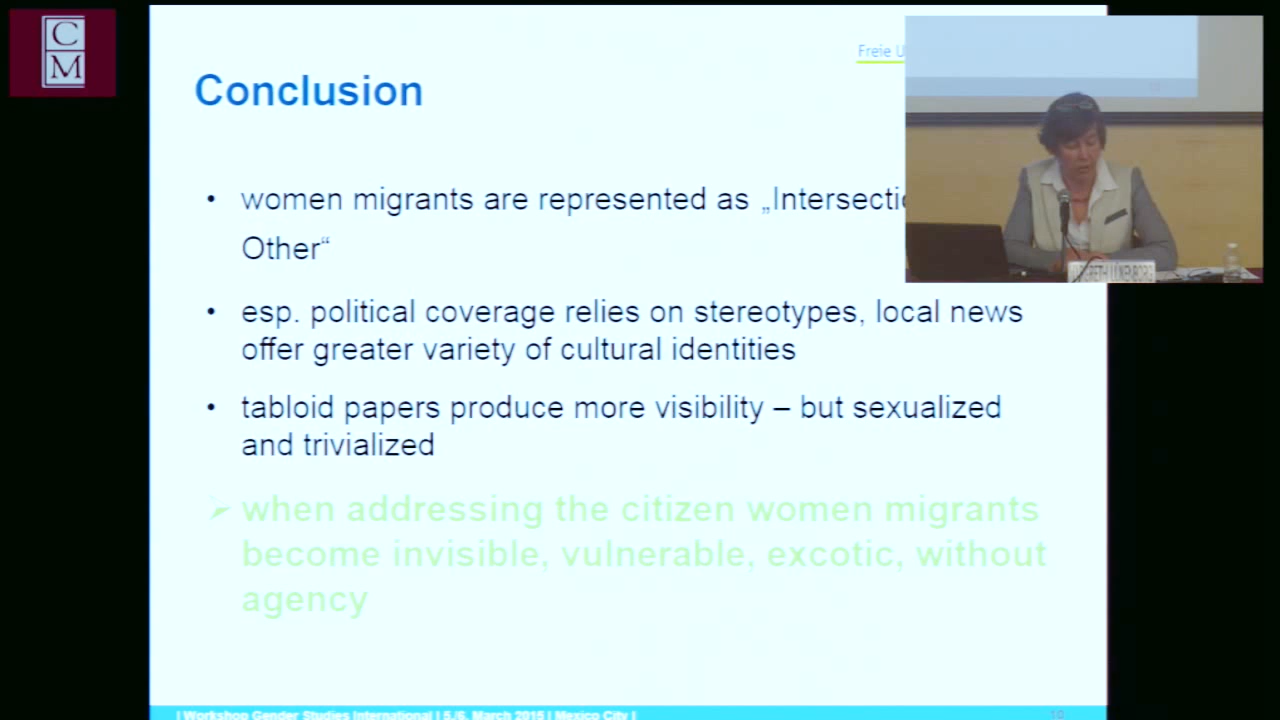 C
M
Freie U
Conclusion
• women migrants are represented as „Intersectio
Other“
• esp. political coverage relies on stereotypes, local news
offer greater variety of cultural identities
• tabloid papers produce more visibility – but sexualized
and trivialized
➢ when addressing the citizen women migrants
become invisible, vulnerable, excotic, without
agency
| Workshop Gender Studies International | 5./6. March 2015 | Mexico City |